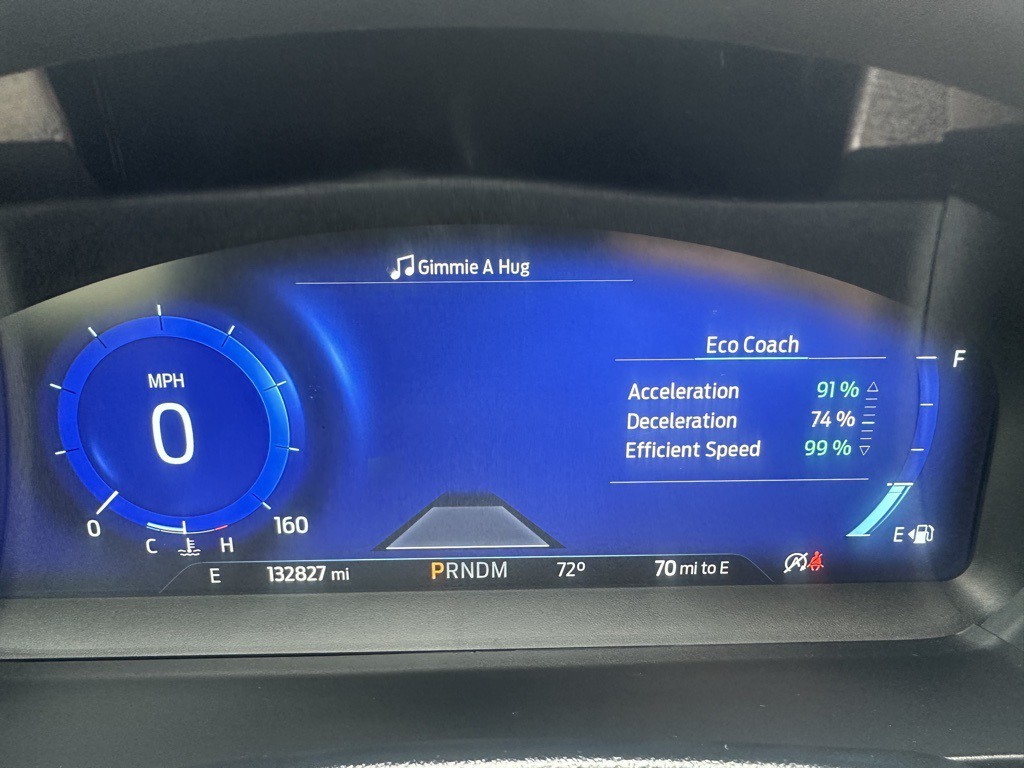 Gimmie A Hug
MPH
0
0
160
C H
Eco Coach
Acceleration 91 %
Deceleration 74 %
Efficient Speed 99 %
F
E
E 132827 mi PRNDM 72º 70 mi to E